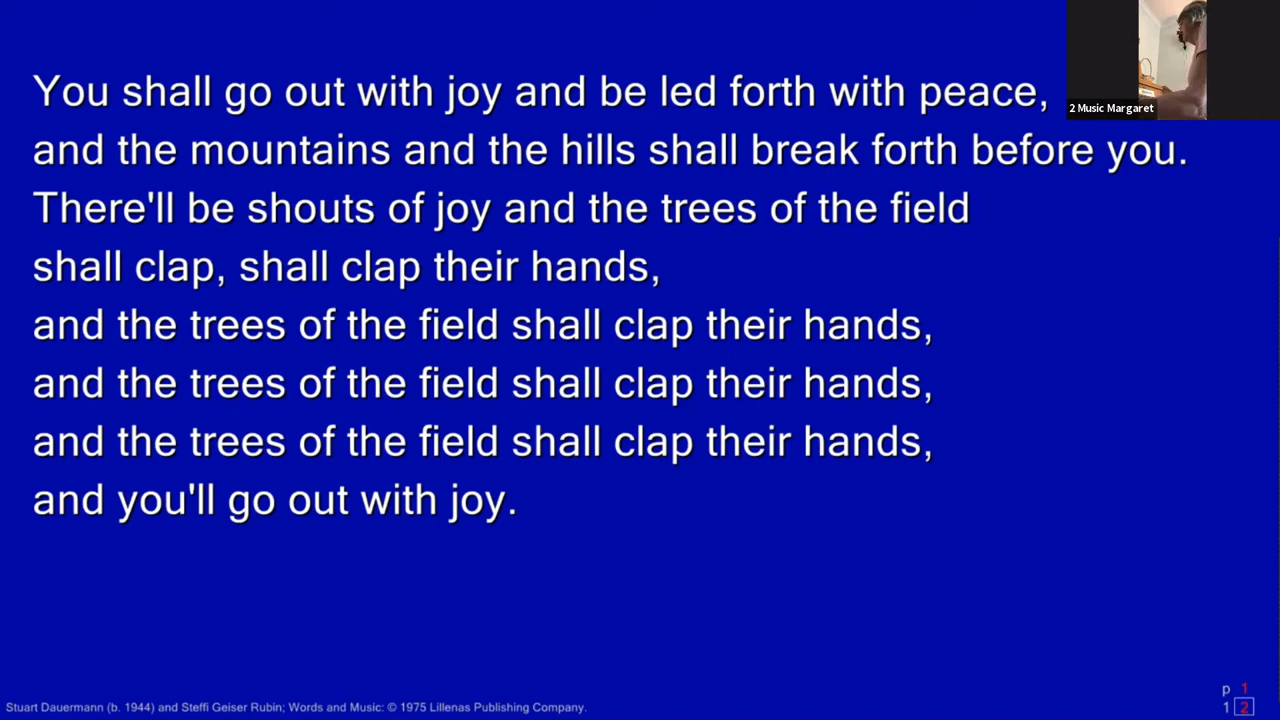 You shall go out with joy and be led forth with peace,
2 Music Margaret
and the mountains and the hills shall break forth before you.
There'll be shouts of joy and the trees of the field
shall clap, shall clap their hands,
and the trees of the field shall clap their hands,
and the trees of the field shall clap their hands,
and the trees of the field shall clap their hands,
and you'll go out with joy.
Stuart Dauermann (b. 1944) and Steffi Geiser Rubin; Words and Music: © 1975 Lillenas Publishing Company.
p 1
1 2